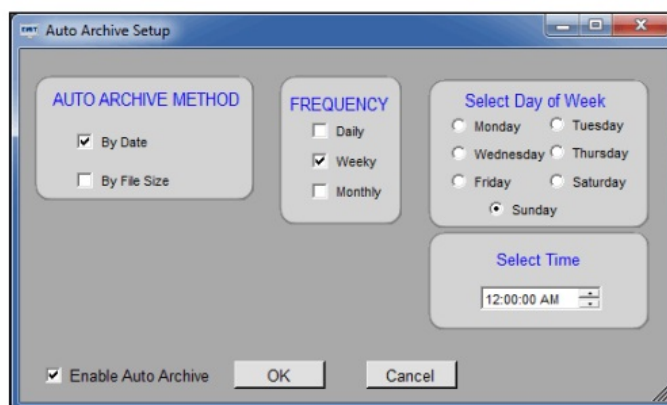 Auto Archive Setup
AUTO ARCHIVE METHOD
By Date
By File Size
FREQUENCY
Daily
Weeky
Monthly
Select Day of Week
Monday
Tuesday
Wednesday
Thursday
Friday
Saturday
Sunday
Select Time
12:00:00 AM
Enable Auto Archive
OK
Cancel